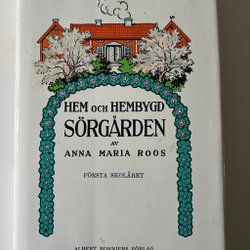 HEM OCH HEMBYGD
SÖRGÅRDEN
AV
ANNA MARIA ROOS
FÖRSTA SKOLÅRET
ALBERT BONNIERS FÖRLAG